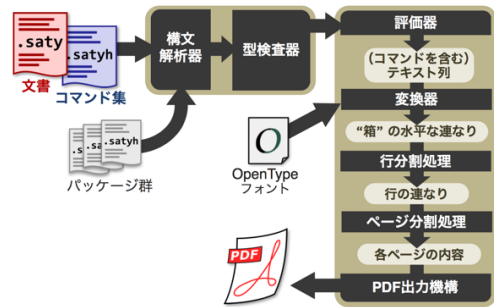 .saty
.satyh
文書
コマンド集
構文
解析器
型検査器
評価器
(コマンドを含む)
テキスト列
変換器
.satyh
パッケージ群
O
OpenType
フォント
“箱” の水平な連なり
行分割処理
行の連なり
ページ分割処理
各ページの内容
PDF出力機構
PDF